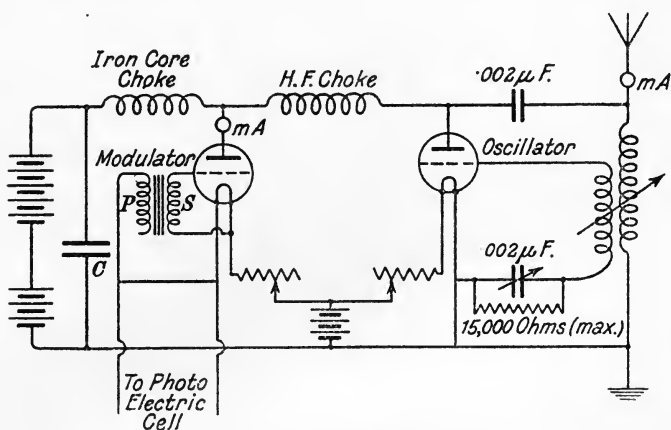 Iron Core
Choke
H.F. Choke
.002μF.
mA
mA
Modulator
Oscillator
P
S
.002μF.
C
15,000 Ohms (max.)
To Photo
Electric
Cell